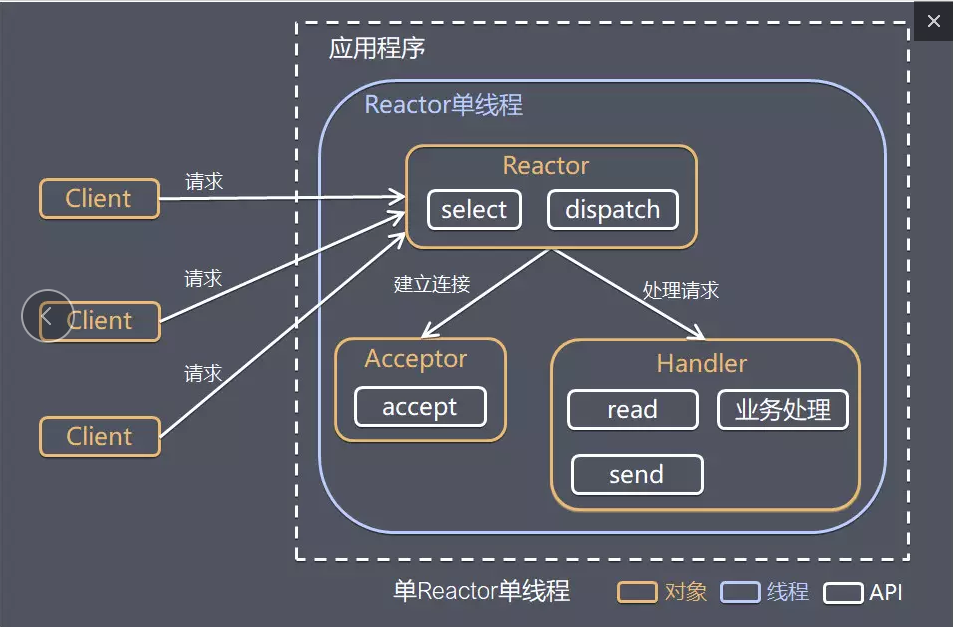 应用程序
Reactor单线程
Reactor
select dispatch
Client
请求
Client
请求
Client
请求
建立连接
处理请求
Acceptor
accept
Handler
read 业务处理
send
单Reactor单线程
对象 线程 API